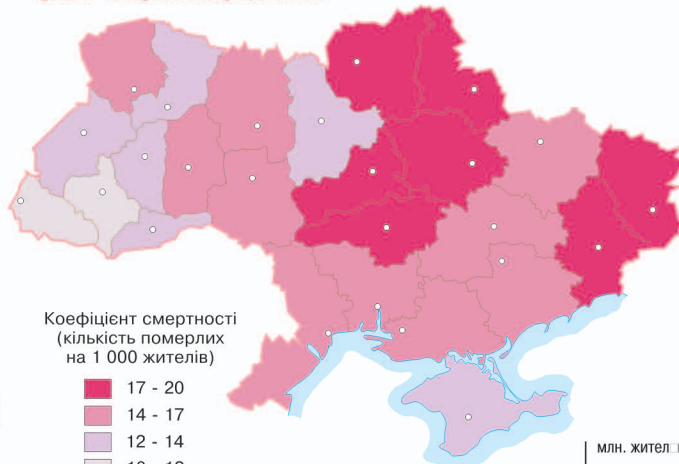 Коефіцієнт смертності
(кількість померлих
на 1 000 жителів)
17 - 20
14 - 17
12 - 14
млн. жител